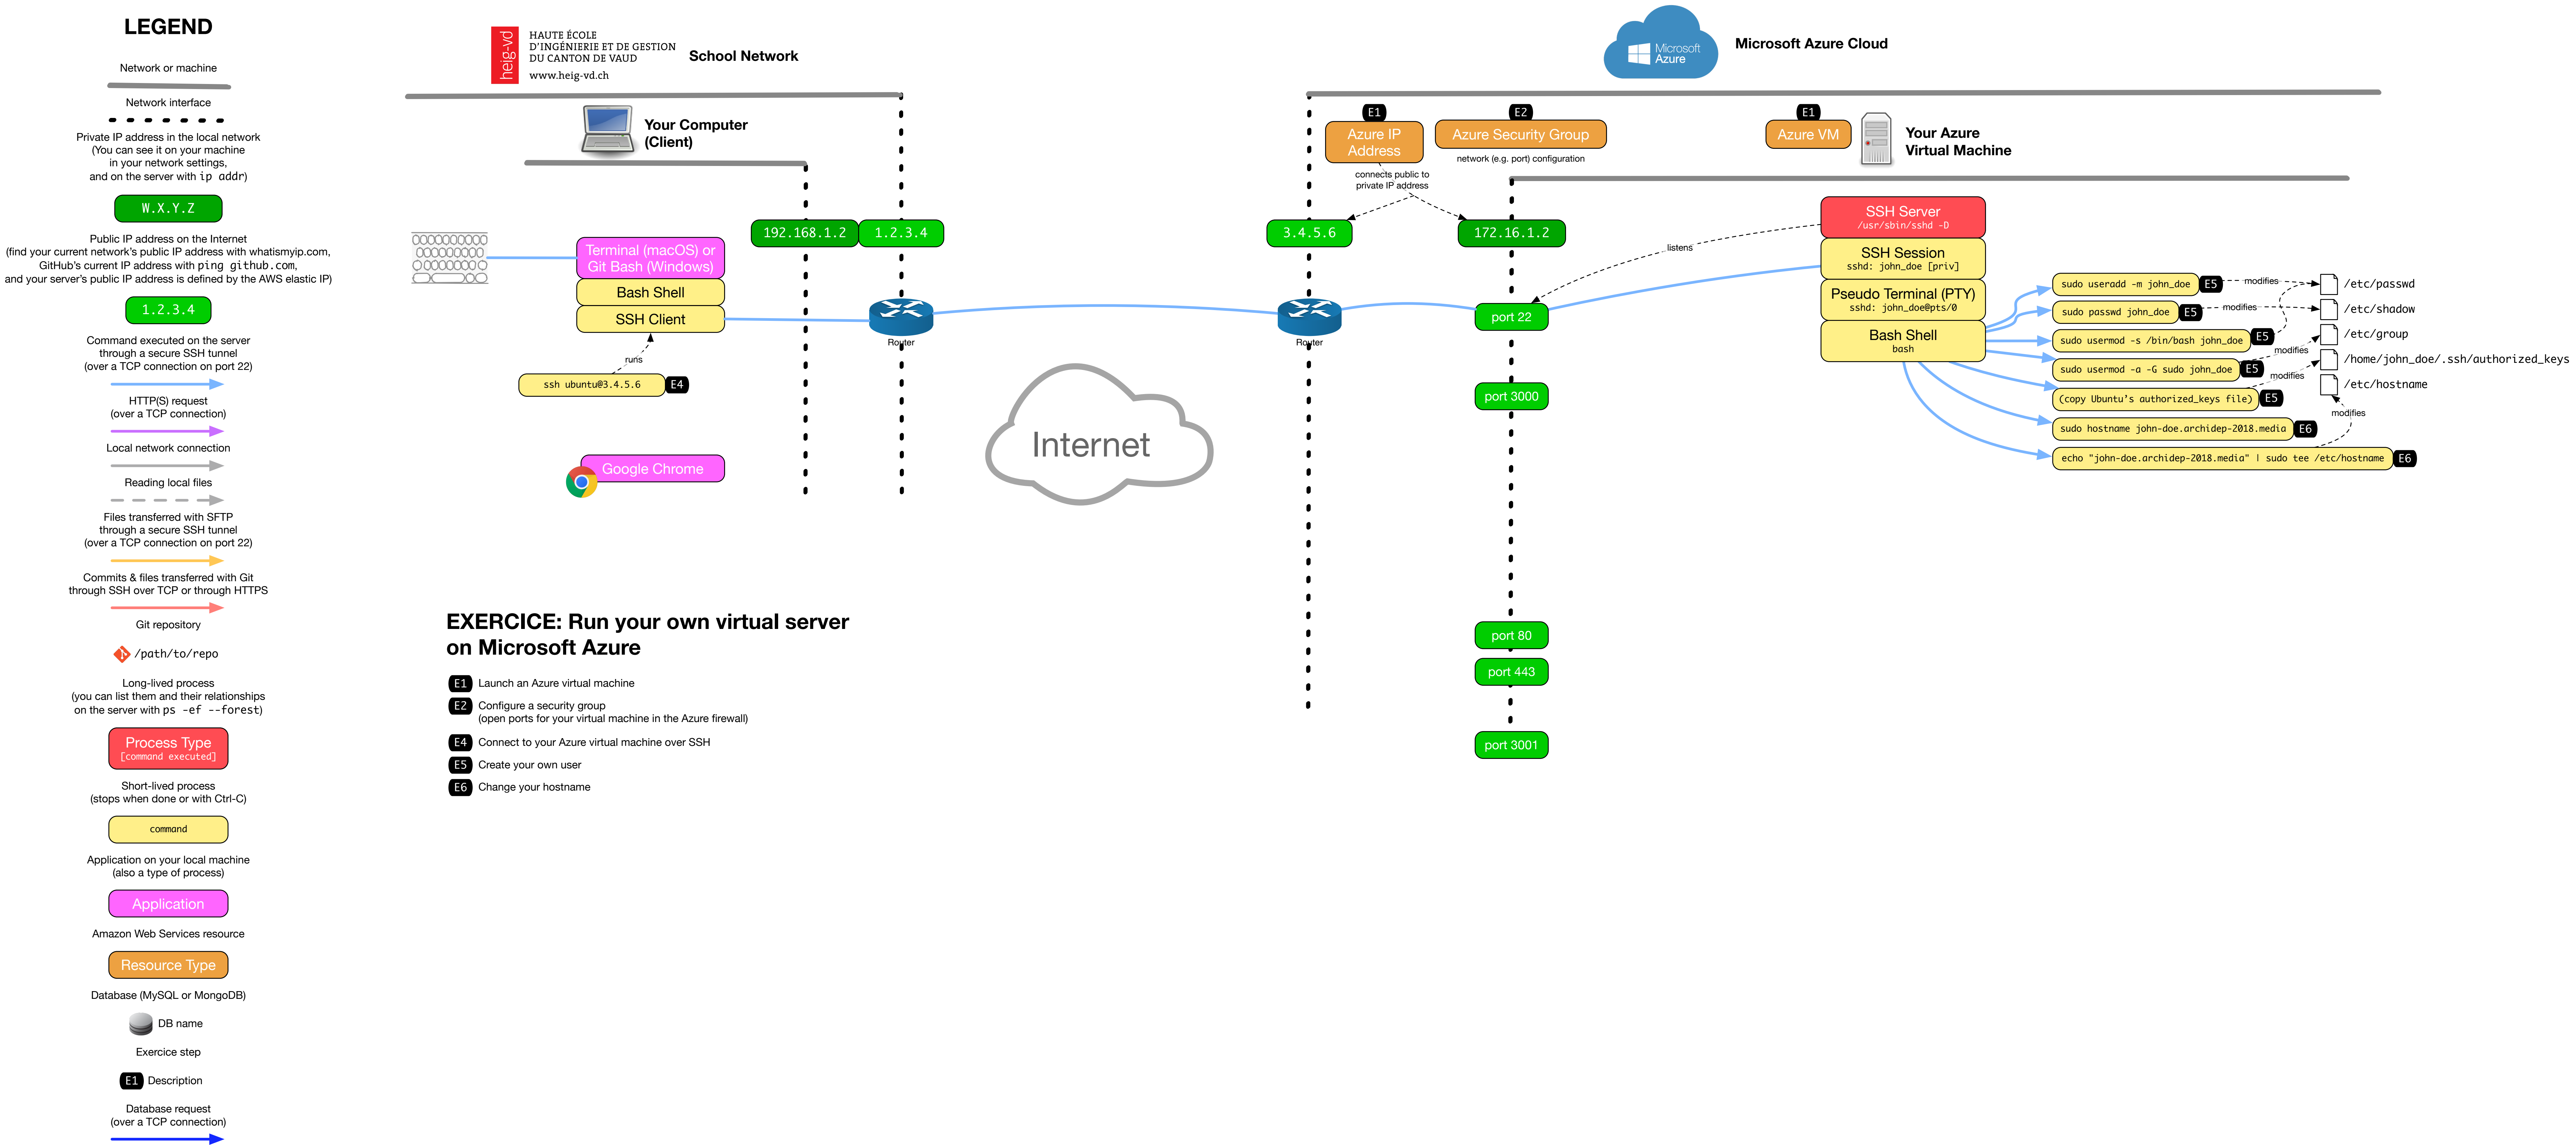 LEGEND
Network or machine
Network interface
Private IP address in the local network
(You can see it on your machine
in your network settings,
and on the server with ip addr)
W.X.Y.Z
Public IP address on the Internet
(find your current network's public IP address with whatismyip.com,
GitHub's current IP address with ping github.com,
and your server's public IP address is defined by the AWS elastic IP)
1.2.3.4
Command executed on the server
through a secure SSH tunnel
(over a TCP connection on port 22)
HTTP(S) request
(over a TCP connection)
Local network connection
Reading local files
Files transferred with SFTP
through a secure SSH tunnel
(over a TCP connection on port 22)
Commits & files transferred with Git
through SSH over TCP or through HTTPS
Git repository
/path/to/repo
Long-lived process
(you can list them and their relationships
on the server with ps -ef --forest)
Process Type
[command executed]
Short-lived process
(stops when done or with Ctrl-C)
command
Application on your local machine
(also a type of process)
Application
Amazon Web Services resource
Resource Type
Database (MySQL or MongoDB)
DB name
Exercice step
E1 Description
Database request
(over a TCP connection)
heig-vd
HAUTE ÉCOLE
D'INGÉNIERIE ET DE GESTION
DU CANTON DE VAUD
www.heig-vd.ch
School Network
Your Computer
(Client)
192.168.1.2
1.2.3.4
Terminal (macOS) or
Git Bash (Windows)
Bash Shell
SSH Client
runs
ssh ubuntu@3.4.5.6 E4
Google Chrome
Router
Internet
Microsoft
Azure
Microsoft Azure Cloud
E1
Azure IP
Address
connects public to
private IP address
E2
Azure Security Group
network (e.g. port) configuration
E1
Azure VM
Your Azure
Virtual Machine
3.4.5.6
172.16.1.2
Router
listens
port 22
port 3000
port 80
port 443
port 3001
SSH Server
/usr/sbin/sshd -D
SSH Session
sshd: john_doe [priv]
Pseudo Terminal (PTY)
sshd: john_doe@pts/0
Bash Shell
bash
sudo useradd -m john_doe E5
modifies
/etc/passwd
sudo passwd john_doe E5
modifies
/etc/shadow
sudo usermod -s /bin/bash john_doe E5
/etc/group
modifies
sudo usermod -a -G sudo john_doe E5
/home/john_doe/.ssh/authorized_keys
modifies
(copy Ubuntu's authorized_keys file) E5
/etc/hostname
modifies
sudo hostname john-doe.archidep-2018.media E6
echo "john-doe.archidep-2018.media" | sudo tee /etc/hostname E6
EXERCICE: Run your own virtual server
on Microsoft Azure
E1 Launch an Azure virtual machine
E2 Configure a security group
(open ports for your virtual machine in the Azure firewall)
E4 Connect to your Azure virtual machine over SSH
E5 Create your own user
E6 Change your hostname